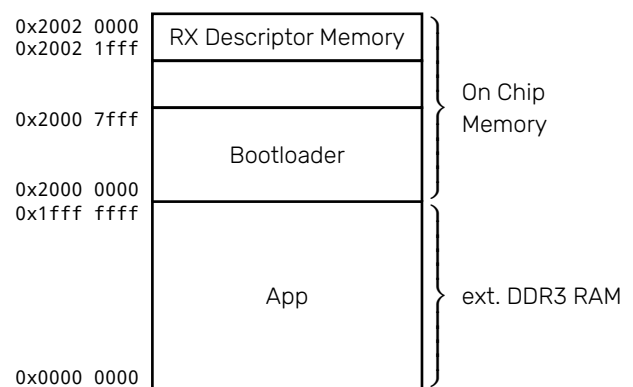 0x2002 0000
RX Descriptor Memory
0x2002 1fff
On Chip
Memory
0x2000 7fff
Bootloader
0x2000 0000
0x1fff ffff
App
ext. DDR3 RAM
0x0000 0000